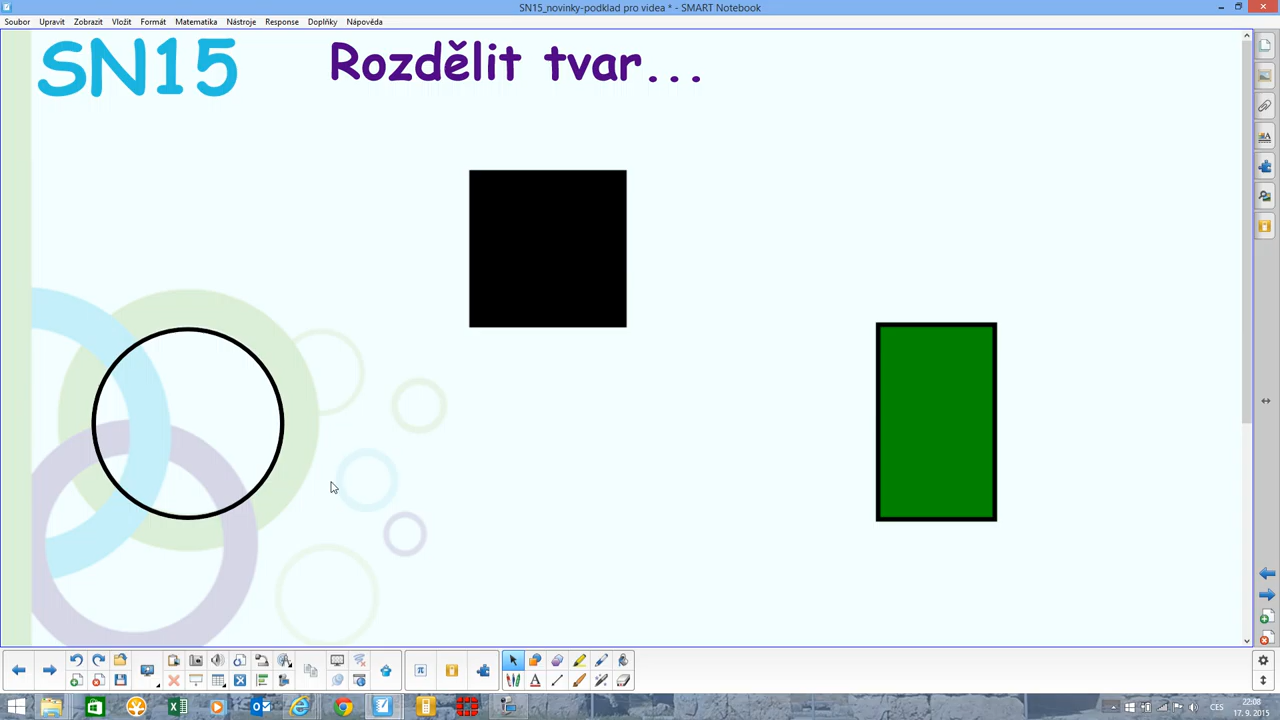 SN15_novinky-podklad pro videa * - SMART Notebook
Soubor Upravit Zobrazit Vložit Formát Matematika Nástroje Response Doplňky Nápověda
SN15 Rozdělit tvar...
CES
22:08
17. 9. 2015